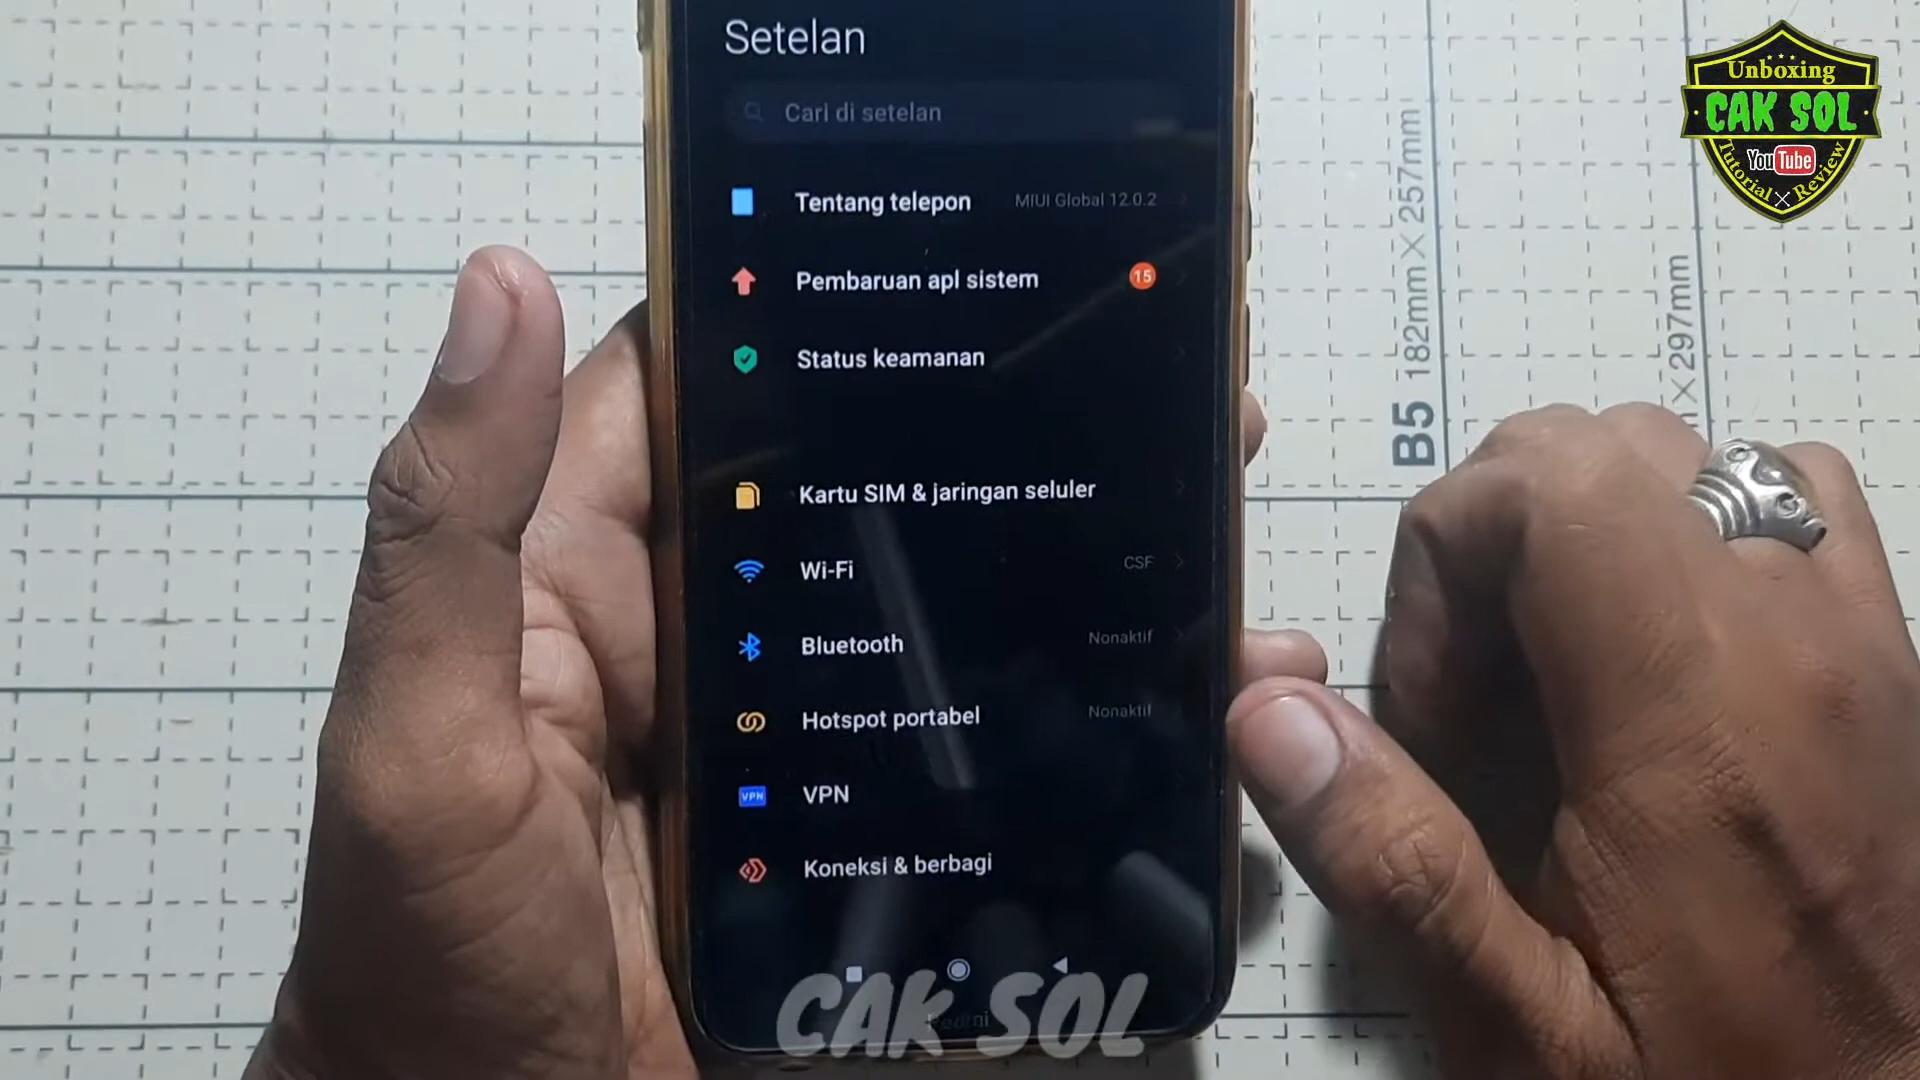 Setelan
Cari di setelan
Tentang telepon MIUI Global 12.0.2
Pembaruan apl sistem 15
Status keamanan
Kartu SIM & jaringan seluler
Wi-Fi CSF
Bluetooth Nonaktif
Hotspot portabel Nonaktif
VPN VPN
Koneksi & berbagi
Redmi
CAK SOL
Unboxing
CAK SOL
YouTube
Tutorial X Review
B5 182mm×257mm
×297mm